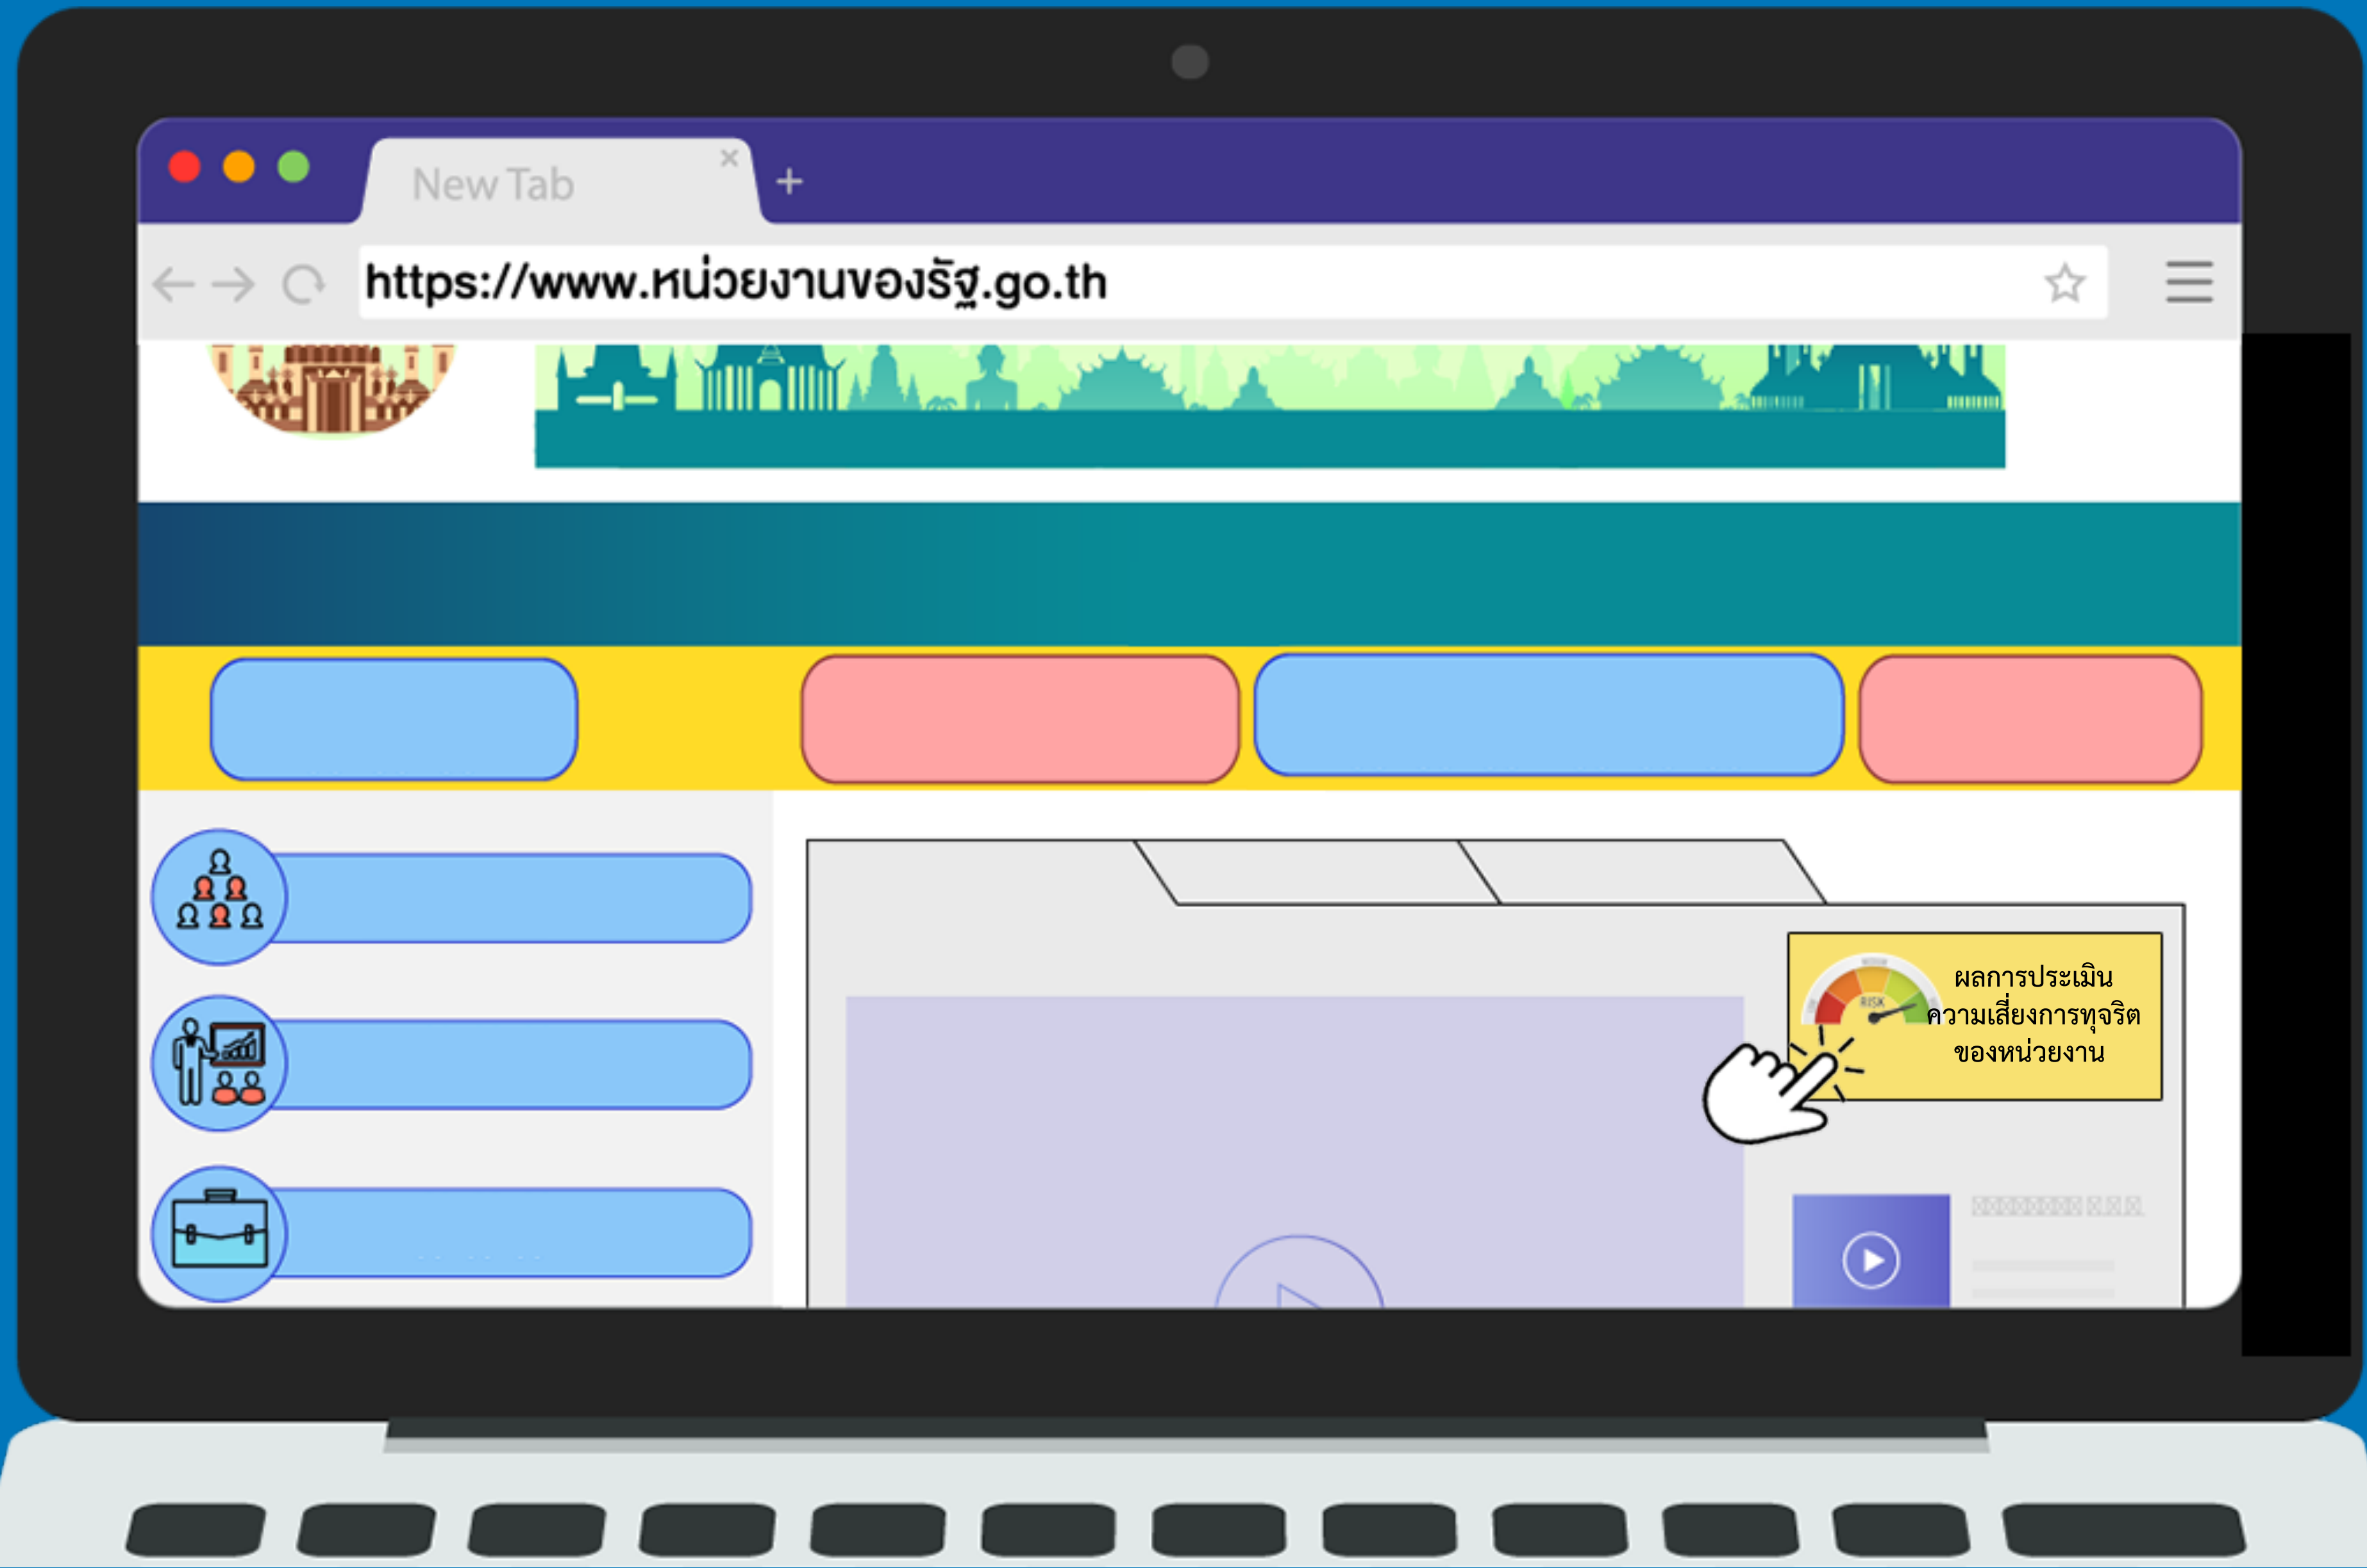 New Tab
https://www.หน่วยงานของรัฐ.go.th
ผลการประเมิน
RISK
ความเสี่ยงการทุจริต
ของหน่วยงาน